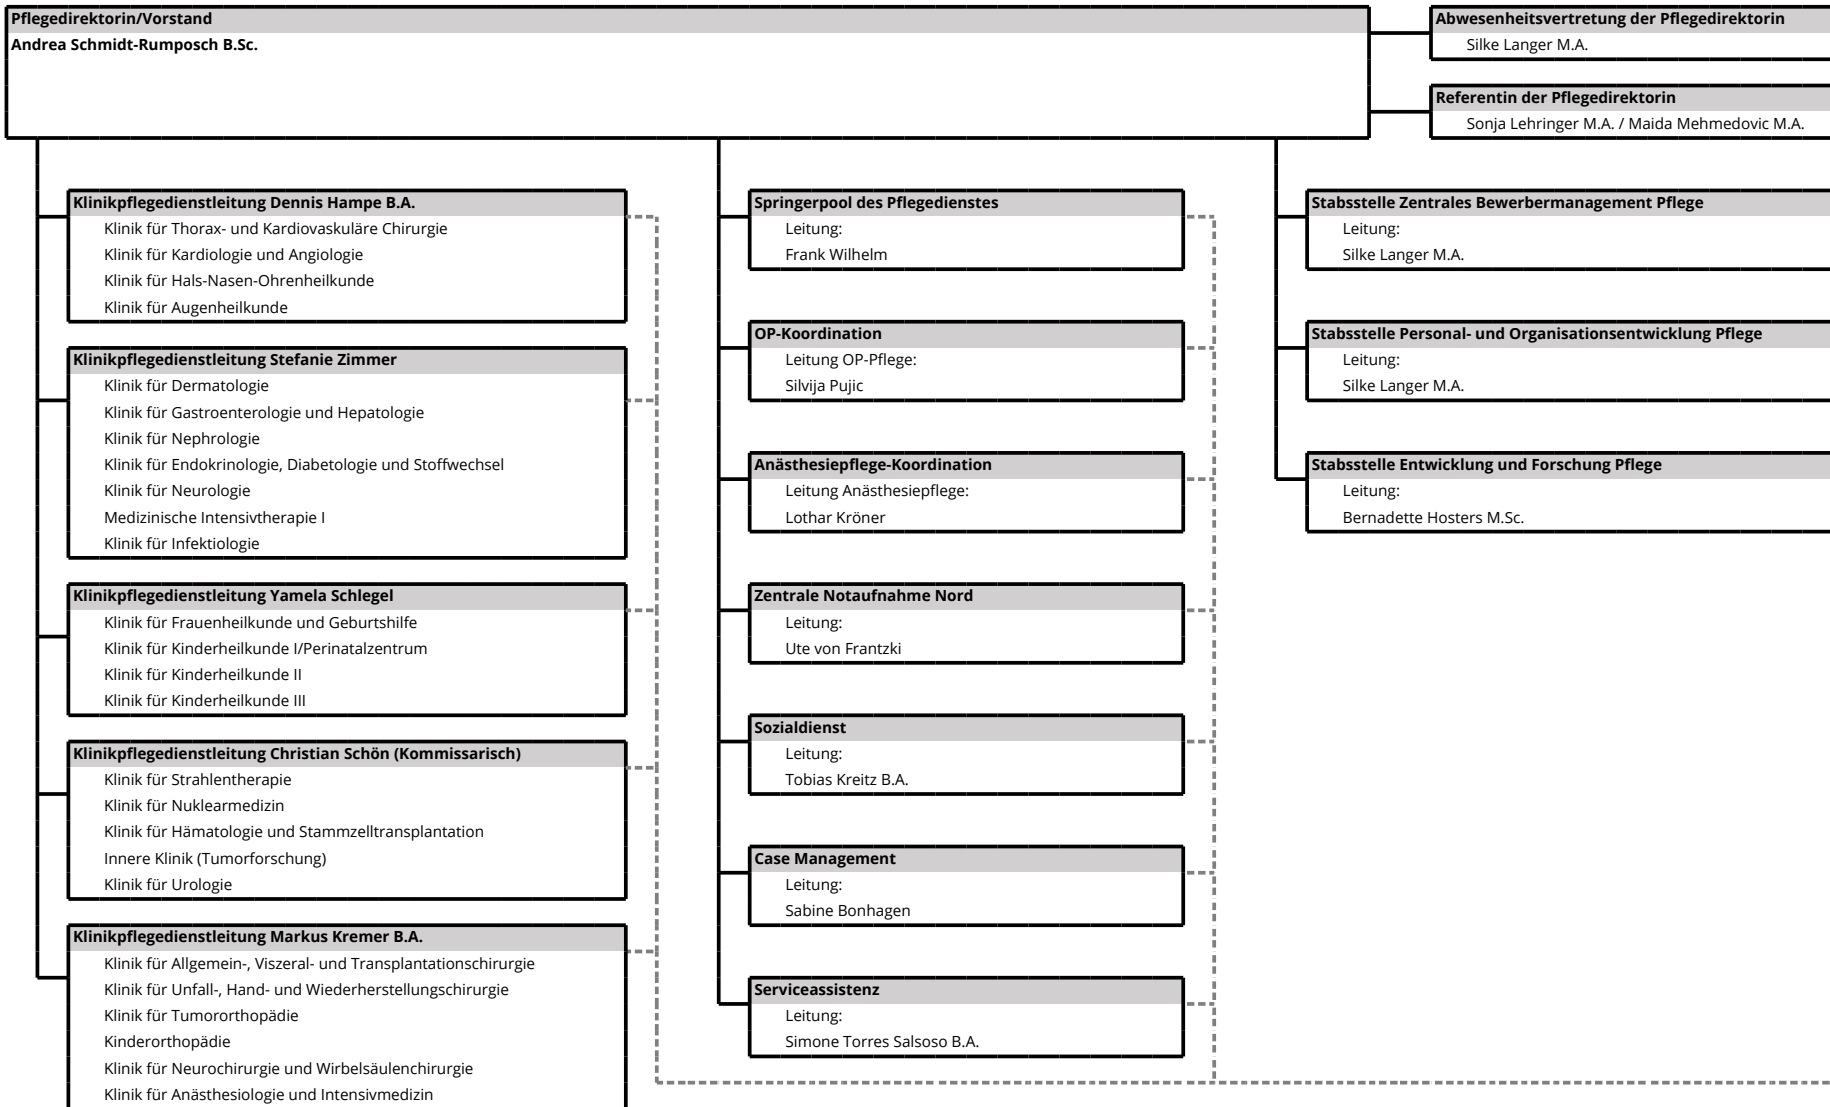 Pflegedirektorin/Vorstand
Andrea Schmidt-Rumposch B.Sc.
Abwesenheitsvertretung der Pflegedirektorin
Silke Langer M.A.
Referentin der Pflegedirektorin
Sonja Lehringer M.A. / Maida Mehmedovic M.A.
Klinikpflegedienstleitung Dennis Hampe B.A.
Klinik für Thorax- und Kardiovaskuläre Chirurgie
Klinik für Kardiologie und Angiologie
Klinik für Hals-Nasen-Ohrenheilkunde
Klinik für Augenheilkunde
Klinikpflegedienstleitung Stefanie Zimmer
Klinik für Dermatologie
Klinik für Gastroenterologie und Hepatologie
Klinik für Nephrologie
Klinik für Endokrinologie, Diabetologie und Stoffwechsel
Klinik für Neurologie
Medizinische Intensivtherapie I
Klinik für Infektiologie
Klinikpflegedienstleitung Yamela Schlegel
Klinik für Frauenheilkunde und Geburtshilfe
Klinik für Kinderheilkunde I/Perinatalzentrum
Klinik für Kinderheilkunde II
Klinik für Kinderheilkunde III
Klinikpflegedienstleitung Christian Schön (Kommissarisch)
Klinik für Strahlentherapie
Klinik für Nuklearmedizin
Klinik für Hämatologie und Stammzelltransplantation
Innere Klinik (Tumorforschung)
Klinik für Urologie
Klinikpflegedienstleitung Markus Kremer B.A.
Klinik für Allgemein-, Viszeral- und Transplantationschirurgie
Klinik für Unfall-, Hand- und Wiederherstellungschirurgie
Klinik für Tumororthopädie
Kinderorthopädie
Klinik für Neurochirurgie und Wirbelsäulenchirurgie
Klinik für Anästhesiologie und Intensivmedizin
Springerpool des Pflegedienstes
Leitung:
Frank Wilhelm
OP-Koordination
Leitung OP-Pflege:
Silvija Pujic
Anästhesiepflege-Koordination
Leitung Anästhesiepflege:
Lothar Kröner
Zentrale Notaufnahme Nord
Leitung:
Ute von Frantzki
Sozialdienst
Leitung:
Tobias Kreitz B.A.
Case Management
Leitung:
Sabine Bonhagen
Serviceassistenz
Leitung:
Simone Torres Salsoso B.A.
Stabsstelle Zentrales Bewerbermanagement Pflege
Leitung:
Silke Langer M.A.
Stabsstelle Personal- und Organisationsentwicklung Pflege
Leitung:
Silke Langer M.A.
Stabsstelle Entwicklung und Forschung Pflege
Leitung:
Bernadette Hosters M.Sc.